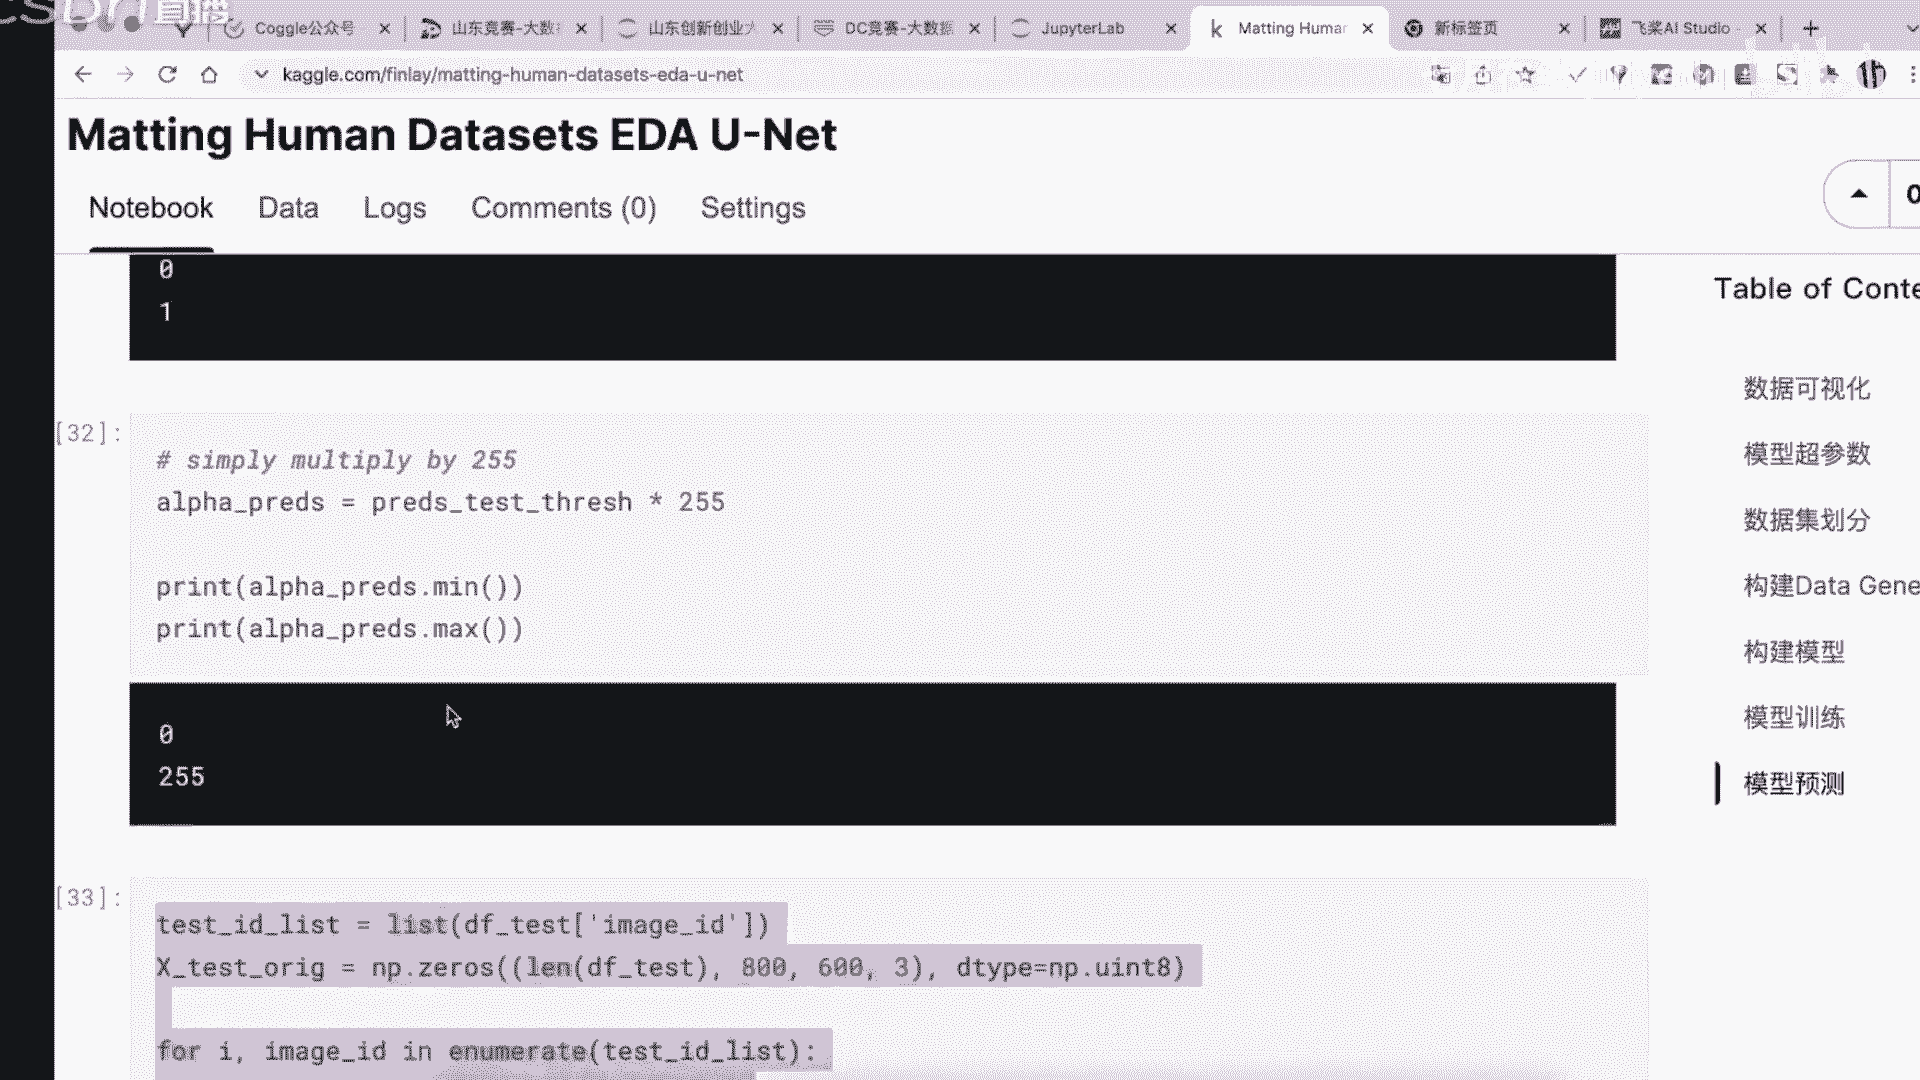 csdn直播
Coggle公众号
山东竞赛-大数
山东创新创业大
DC竞赛-大数据
JupyterLab
Matting Human
新标签页
飞桨AI Studio -
kaggle.com/finlay/matting-human-datasets-eda-u-net
Matting Human Datasets EDA U-Net
Notebook
Data
Logs
Comments (0)
Settings
0
0
1
Table of Conte
数据可视化
模型超参数
数据集划分
构建Data Gene
构建模型
模型训练
模型预测
[32]:
# simply multiply by 255
alpha_preds = preds_test_thresh * 255
print(alpha_preds.min())
print(alpha_preds.max())
0
255
[33]:
test_id_list = list(df_test['image_id'])
X_test_orig = np.zeros((len(df_test), 800, 600, 3), dtype=np.uint8)
for i, image_id in enumerate(test_id_list):